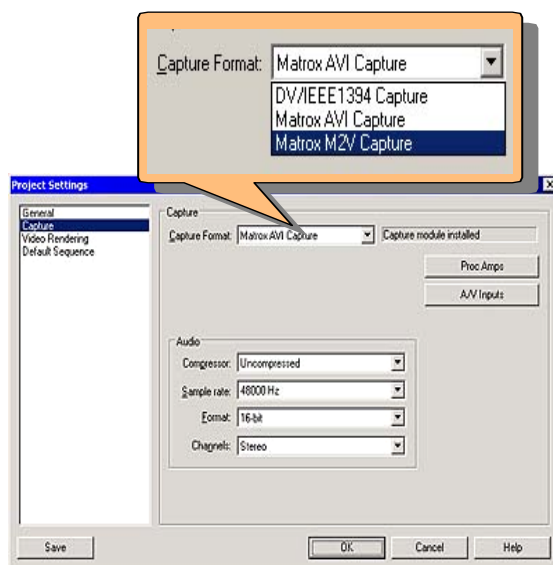 Capture Format: Matrox AVI Capture
DV/IEEE1394 Capture
Matrox AVI Capture
Matrox M2V Capture
Project Settings
General
Capture
Video Rendering
Default Sequence
Capture
Capture Format: Matrox AVI Capture
Capture module installed
Proc Amps
A/V Inputs
Audio
Compressor: Uncompressed
Sample rate: 48000 Hz
Format: 16-bit
Channels: Stereo
Save
OK
Cancel
Help